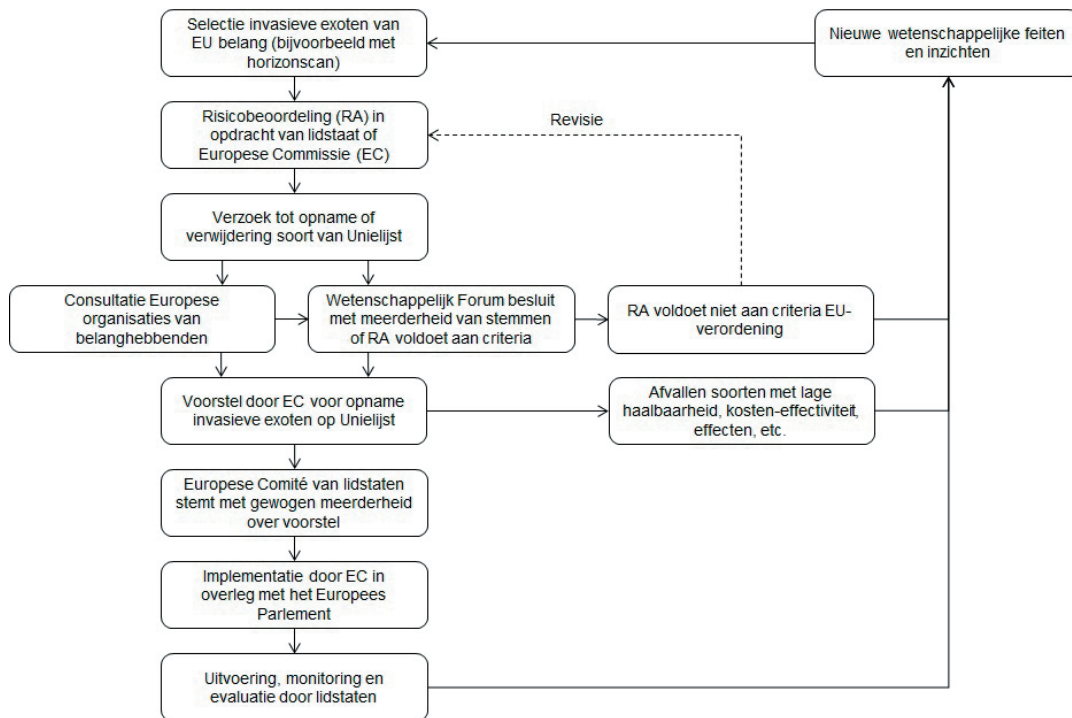 Selectie invasieve exoten van
EU belang (bijvoorbeeld met
horizonscan)
Nieuwe wetenschappelijke feiten
en inzichten
Risicobeoordeling (RA) in
opdracht van lidstaat of
Europese Commissie (EC)
Revisie
Verzoek tot opname of
verwijdering soort van Unielijst
Consultatie Europese
organisaties van
belanghebbenden
Wetenschappelijk Forum besluit
met meerderheid van stemmen
of RA voldoet aan criteria
RA voldoet niet aan criteria EU-
verordening
Voorstel door EC voor opname
invasieve exoten op Unielijst
Afvallen soorten met lage
haalbaarheid, kosten-effectiviteit,
effecten, etc.
Europese Comité van lidstaten
stemt met gewogen meerderheid
over voorstel
Implementatie door EC in
overleg met het Europees
Parlement
Uitvoering, monitoring en
evaluatie door lidstaten